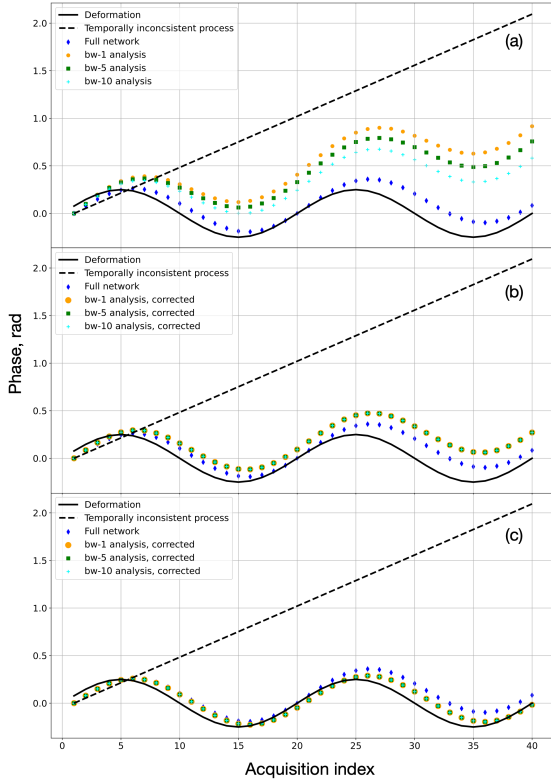 2.0
1.5
1.0
0.5
0.0
Deformation
Temporally inconcsistent process
Full network
bw-1 analysis
bw-5 analysis
bw-10 analysis
(a)
2.0
1.5
1.0
0.5
0.0
Deformation
Temporally inconsistent process
Full network
bw-1 analysis, corrected
bw-5 analysis, corrected
bw-10 analysis, corrected
(b)
Phase, rad
2.0
1.5
1.0
0.5
0.0
Deformation
Temporally inconsistent process
Full network
bw-1 analysis, corrected
bw-5 analysis, corrected
bw-10 analysis, corrected
(c)
0 5 10 15 20 25 30 35 40
Acquisition index